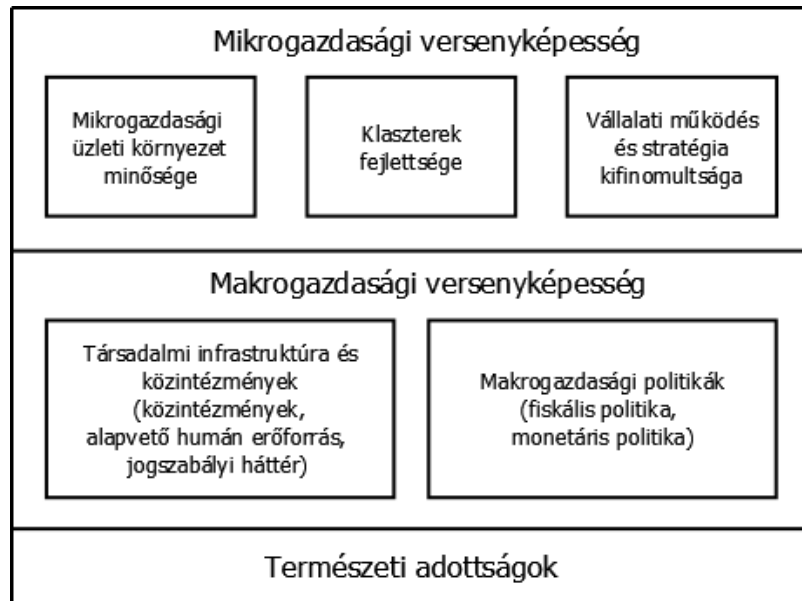 Mikrogazdasági versenyképesség
Mikrogazdasági
üzleti környezet
minősége
Klaszterek
fejlettsége
Vállalati működés
és stratégia
kifinomultsága
Makrogazdasági versenyképesség
Társadalmi infrastruktúra és
közintézmények
(közintézmények,
alapvető humán erőforrás,
jogszabályi háttér)
Makrogazdasági politikák
(fiskális politika,
monetáris politika)
Természeti adottságok